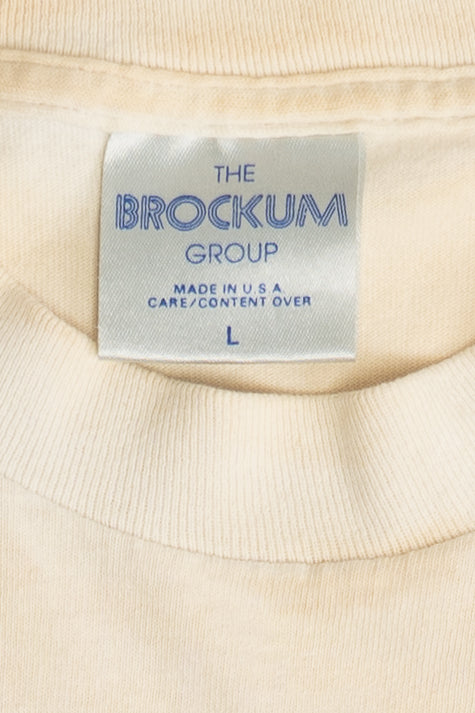 THE
BROCKUM
GROUP
MADE IN U.S.A.
CARE/CONTENT OVER
L